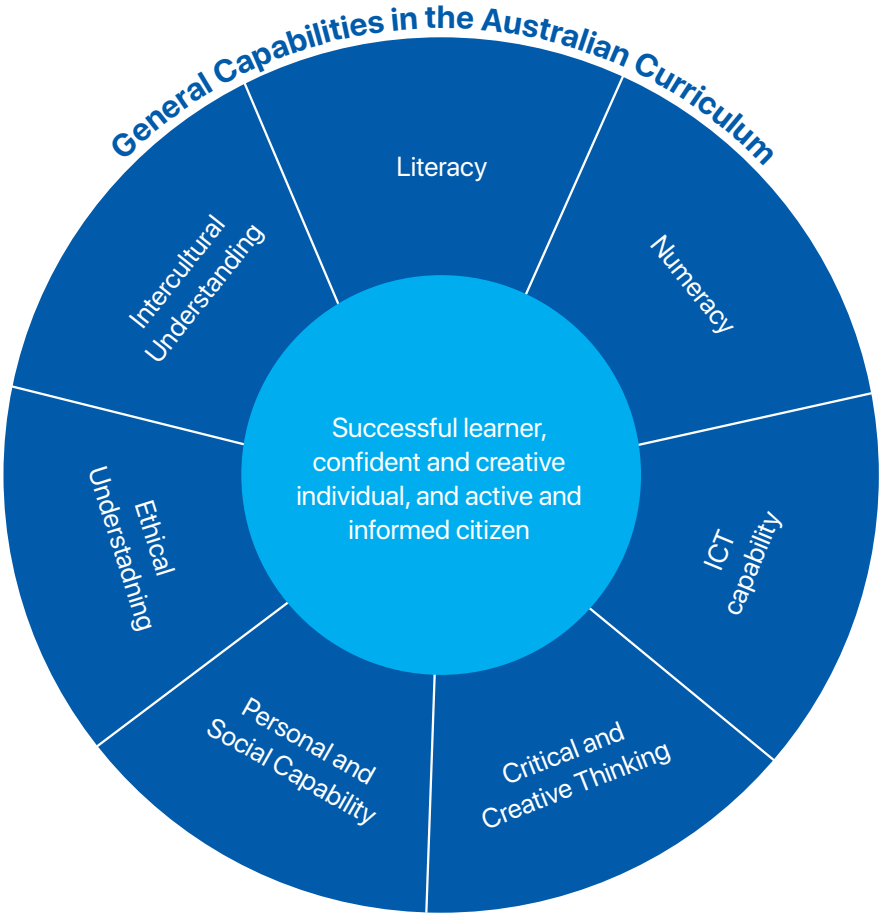 General Capabilities in the Australian Curriculum
Literacy
Numeracy
ICT
capability
Critical and
Creative Thinking
Personal and
Social Capability
Ethical
Understadning
Intercultural
Understanding
Successful learner,
confident and creative
individual, and active and
informed citizen